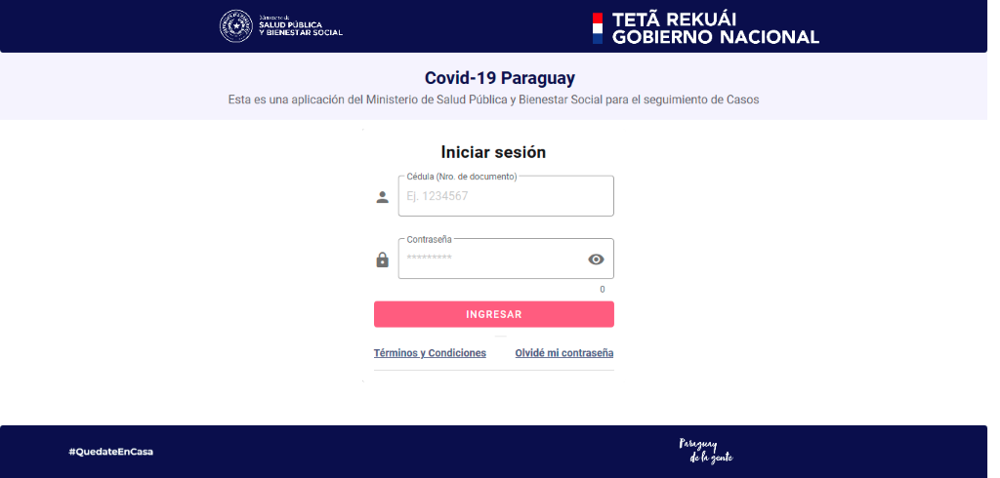 Ministerio de
SALUD PÚBLICA
Y BIENESTAR SOCIAL
TETÃ REKUÁI
GOBIERNO NACIONAL
Covid-19 Paraguay
Esta es una aplicación del Ministerio de Salud Pública y Bienestar Social para el seguimiento de Casos
Iniciar sesión
Cédula (Nro. de documento)
Ej. 1234567
Contraseña
*********
0
INGRESAR
Términos y Condiciones
Olvidé mi contraseña
#QuedateEnCasa
Paraguay
de la gente